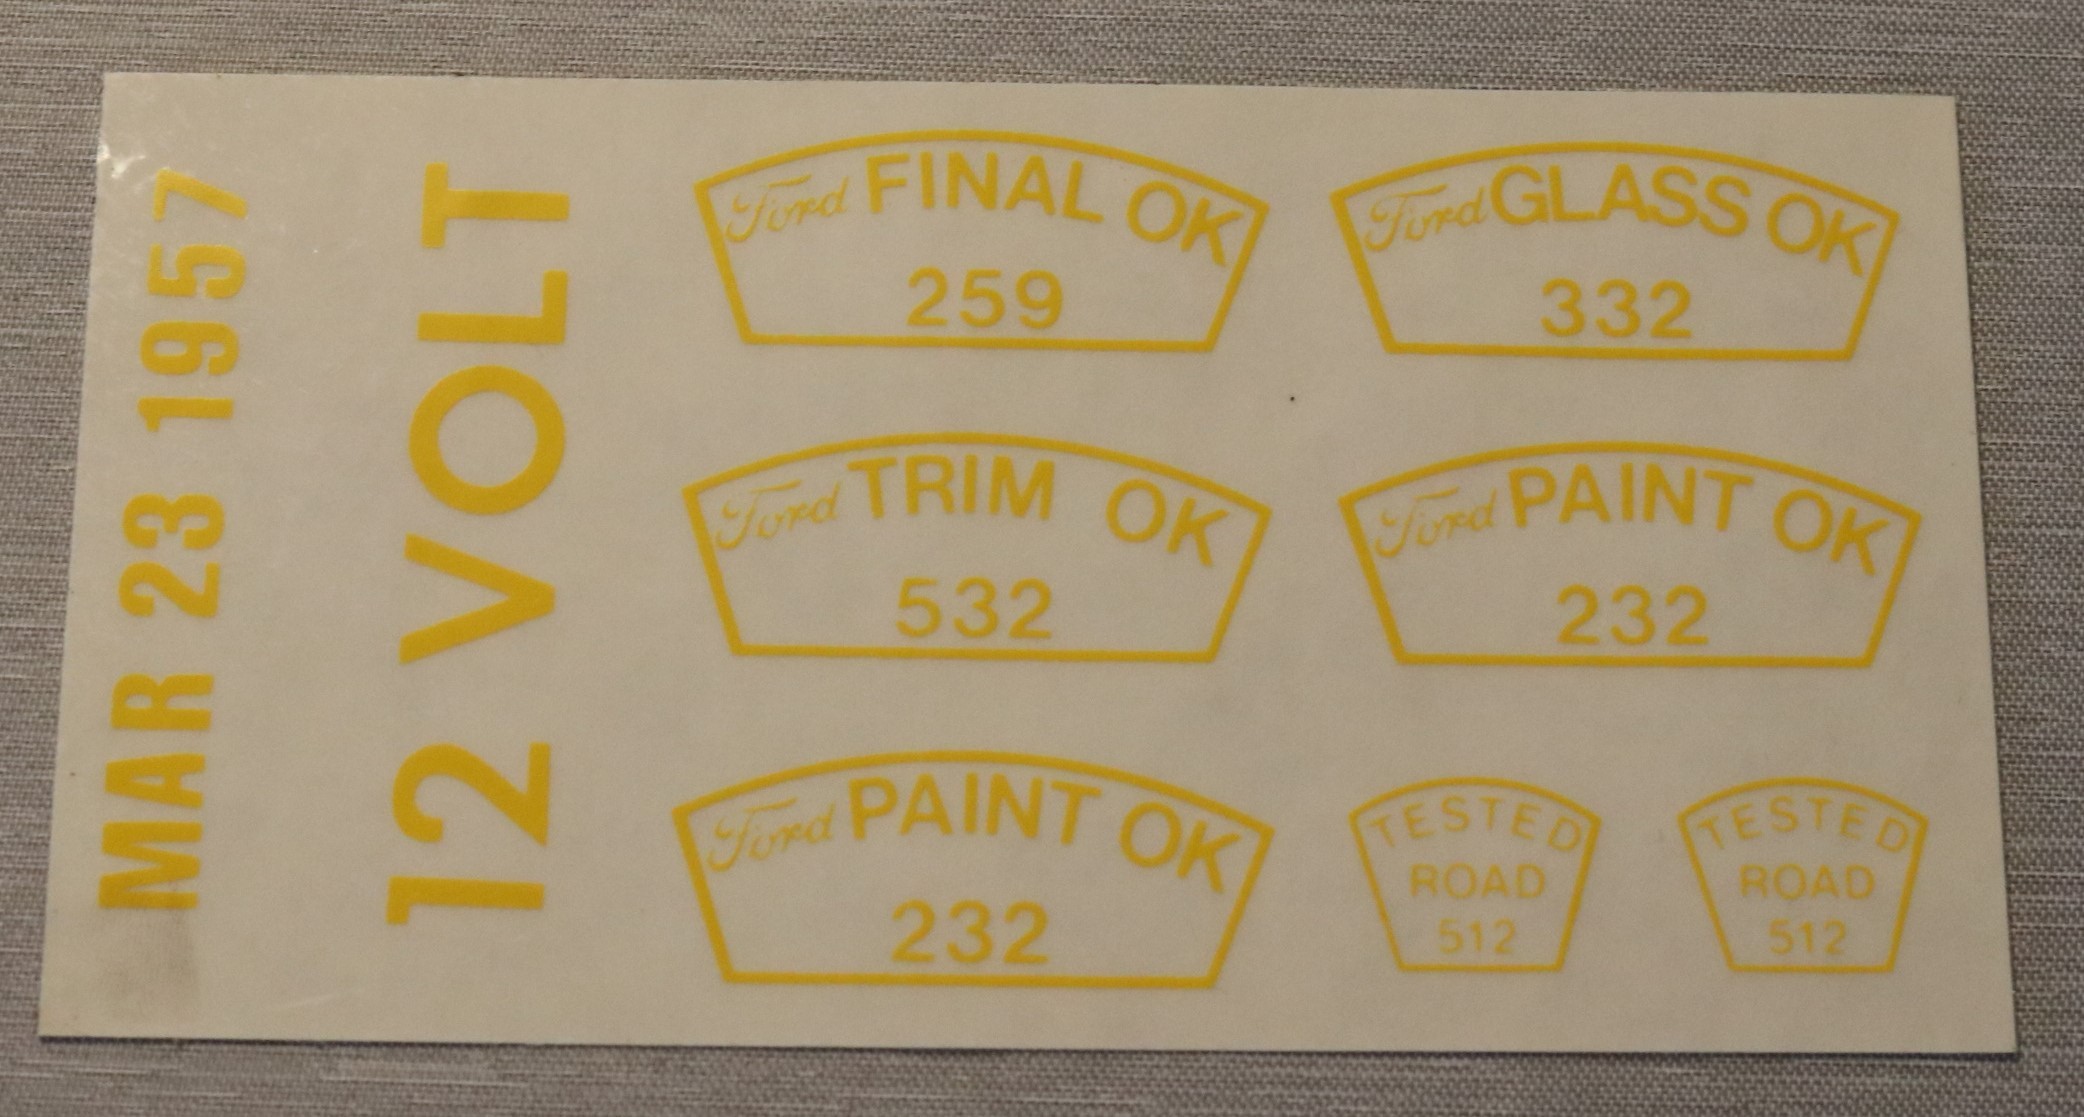 MAR 23 1957
12 VOLT
Ford FINAL OK
259
Ford GLASS OK
332
Ford TRIM OK
532
Ford PAINT OK
232
Ford PAINT OK
232
TESTED
ROAD
512
TESTED
ROAD
512